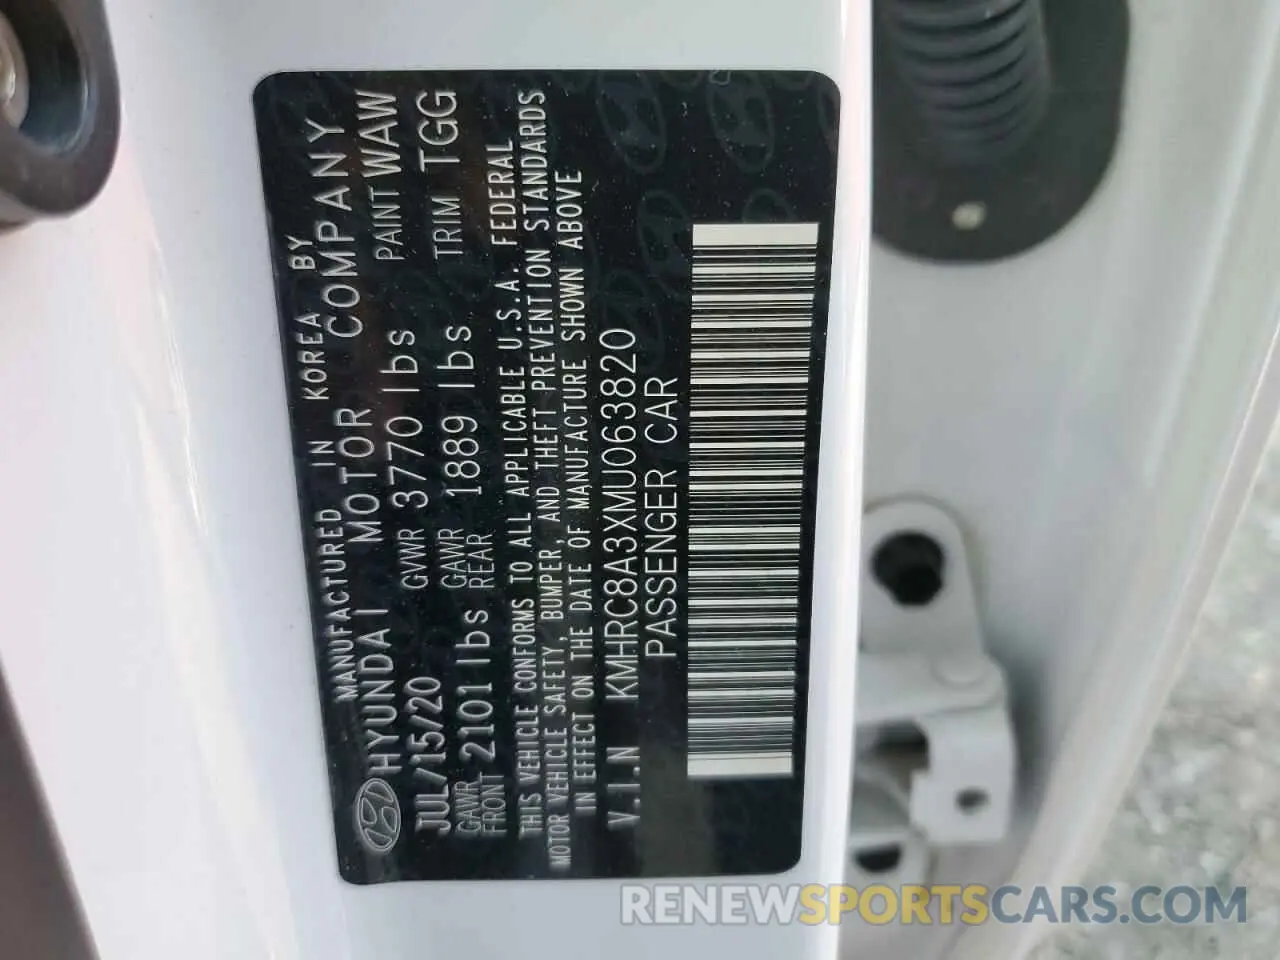 MANUFACTURED IN KOREA BY
HYUNDAI MOTOR COMPANY
JUL/15/20 GVWR 3770 lbs PAINT WAW
GAWR FRONT 2101 lbs GAWR REAR 1889 lbs TRIM TGG
THIS VEHICLE CONFORMS TO ALL APPLICABLE U.S.A. FEDERAL
MOTOR VEHICLE SAFETY, BUMPER, AND THEFT PREVENTION STANDARDS
IN EFFECT ON THE DATE OF MANUFACTURE SHOWN ABOVE
V.I.N KMHRC8A3XMU063820
PASSENGER CAR
RENEWSPORTSCARS.COM